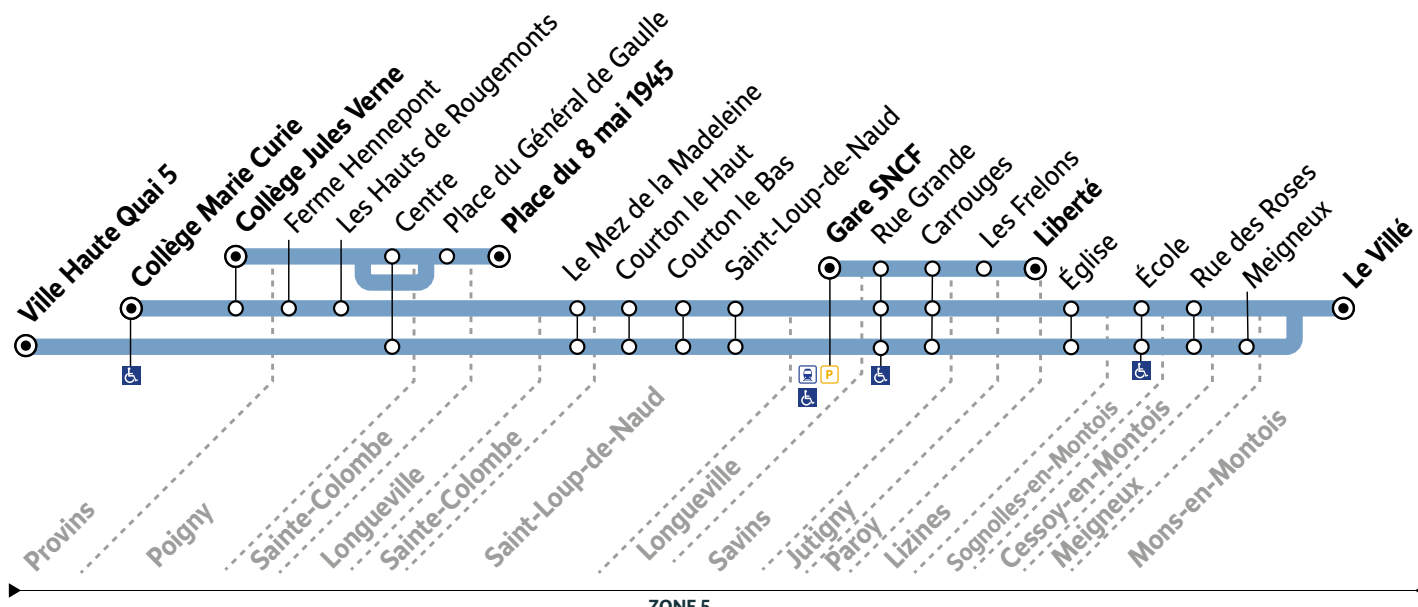 Ville Haute Quai 5
Collège Marie Curie
Collège Jules Verne
Ferme Hennepont
Les Hauts de Rougemonts
Centre
Place du Général de Gaulle
Place du 8 mai 1945
Le Mez de la Madeleine
Courton le Haut
Courton le Bas
Saint-Loup-de-Naud
Gare SNCF
Rue Grande
Carrouges
Les Frelons
Liberté
Église
École
Rue des Roses
Meigneux
Le Villé
P
Provins
Poigny
Sainte-Colombe
Longueville
Sainte-Colombe
Saint-Loup-de-Naud
Longueville
Savins
Jutigny
Paroy
Lizines
Sognolles-en-Montois
Cessoy-en-Montois
Meigneux
Mons-en-Montois
ZONE 5